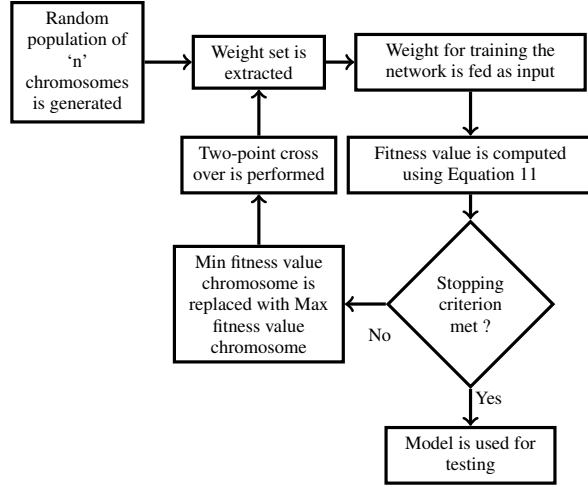 Random
population of
‘n’
chromosomes
is generated
Weight set is
extracted
Weight for training the
network is fed as input
Two-point cross
over is performed
Fitness value is computed
using Equation 11
Min fitness value
chromosome is
replaced with Max
fitness value
chromosome
Stopping
criterion
met ?
No
Yes
Model is used for
testing